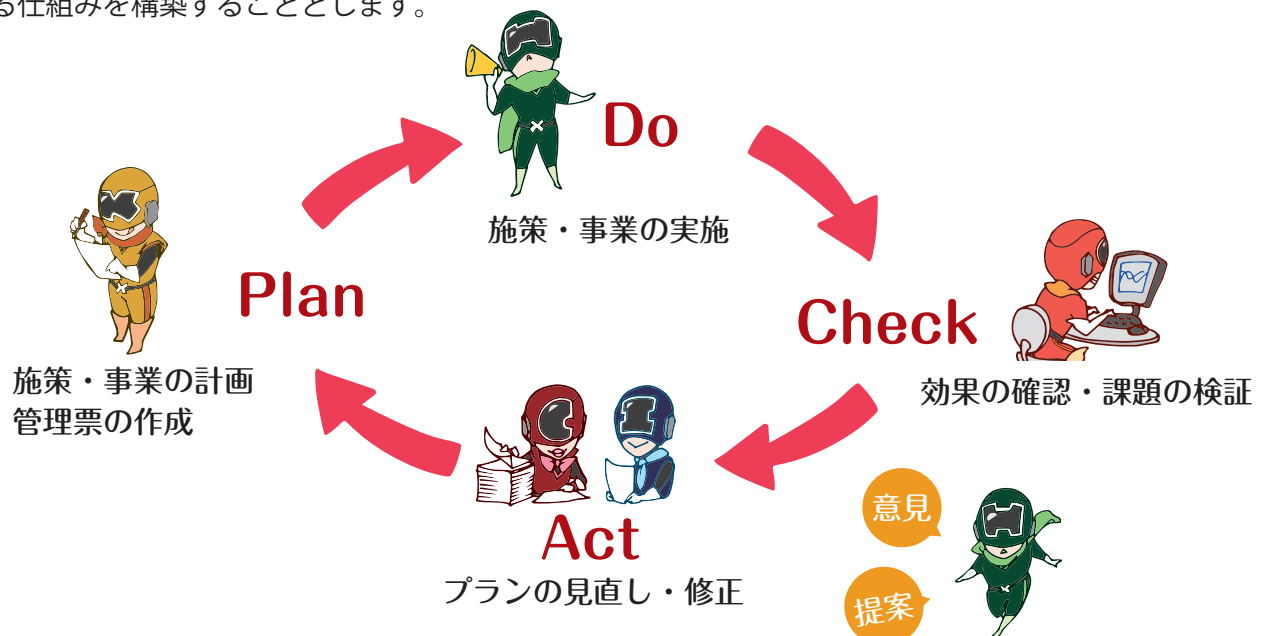 る仕組みを構築することとします。
Do
施策・事業の実施
Plan
施策・事業の計画
管理票の作成
Check
効果の確認・課題の検証
Act
プランの見直し・修正
意見
提案